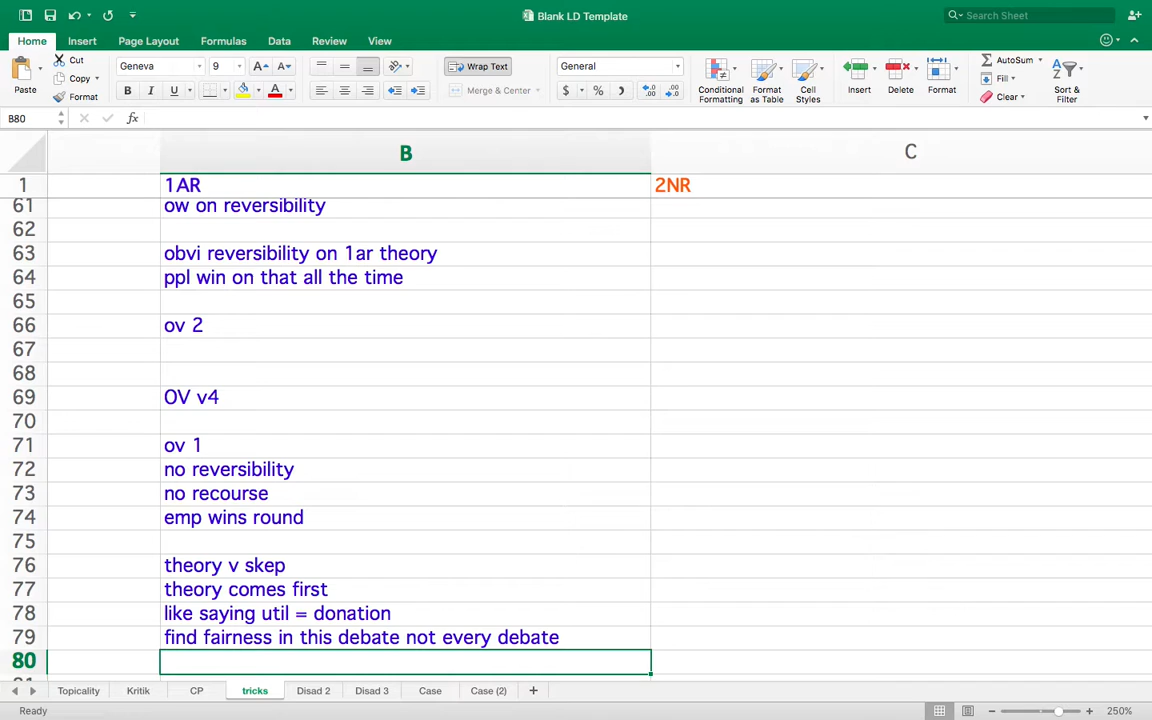 Blank LD Template
Search Sheet
Home Insert Page Layout Formulas Data Review View
Paste
Cut
Copy
Format
Geneva 9
Wrap Text
Merge & Center
General
Conditional Formatting
Format as Table
Cell Styles
Insert
Delete
Format
AutoSum
Fill
Clear
Sort & Filter
B80
fx
B C
1 1AR 2NR
61 ow on reversibility
62
63 obvi reversibility on 1ar theory
64 ppl win on that all the time
65
66 ov 2
67
68
69 OV v4
70
71 ov 1
72 no reversibility
73 no recourse
74 emp wins round
75
76 theory v skep
77 theory comes first
78 like saying util = donation
79 find fairness in this debate not every debate
80
Topicality Kritik CP tricks Disad 2 Disad 3 Case Case (2)
Ready
250%